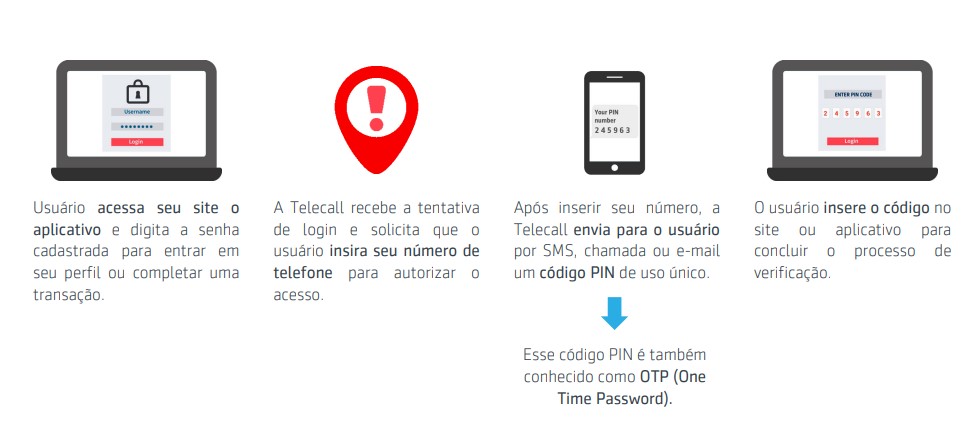 Username
Login
Usuário acessa seu site o
aplicativo e digita a senha
cadastrada para entrar em
seu perfil ou completar uma
transação.
A Telecall recebe a tentativa
de login e solicita que o
usuário insira seu número de
telefone para autorizar o
acesso.
Your PIN
number
2 4 5 9 6 3
Após inserir seu número, a
Telecall envia para o usuário
por SMS, chamada ou e-mail
um código PIN de uso único.
Esse código PIN é também
conhecido como OTP (One
Time Password).
ENTER PIN CODE
2 4 5 9 6 3
Login
O usuário insere o código no
site ou aplicativo para
concluir o processo de
verificação.